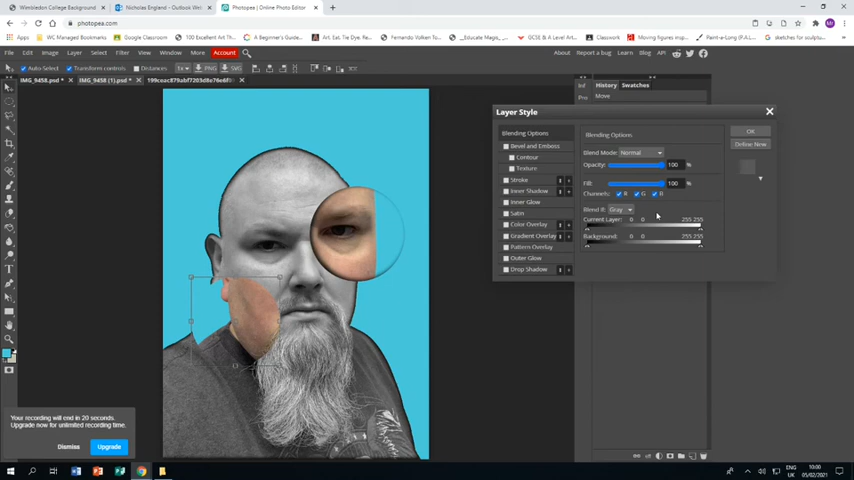 Wimbledon College Background
Nicholas England - Outlook We
Photopea | Online Photo Editor
photopea.com
Apps
WC Managed Bookmarks
Google Classroom
100 Excellent Art T...
A Beginner's Guide...
Art. Eat. Tie Dye. R...
Fernando Volken To...
__Educake_Magic_...
GCSE & A Level Art...
Classwork
Moving figures insp...
Paint-a-Long (P.A.L...
sketches for sculptu...
File Edit Image Layer Select Filter View Window More Account
About Report a bug Learn Blog API
Auto-Select Transform controls Distances 1x PNG SVG
IMG_9458.psd * IMG_9458 (1).psd *
Inf History Swatches
Pro Move
Layer Style
Blending Options
Bevel and Emboss
Contour
Texture
Stroke
Inner Shadow
Inner Glow
Satin
Color Overlay
Gradient Overlay
Pattern Overlay
Outer Glow
Drop Shadow
Blending Options:
Blend Mode: Normal
Opacity: 100 %
Fill: 100 %
Channels: R G B
Blend If: Gray
Current Layer: 0 0 255 255
Background: 0 0 255 255
OK
Define New
Your recording will end in 20 seconds.
Upgrade now for unlimited recording time.
Dismiss Upgrade
ENG
UK
10:00
05/02/2021